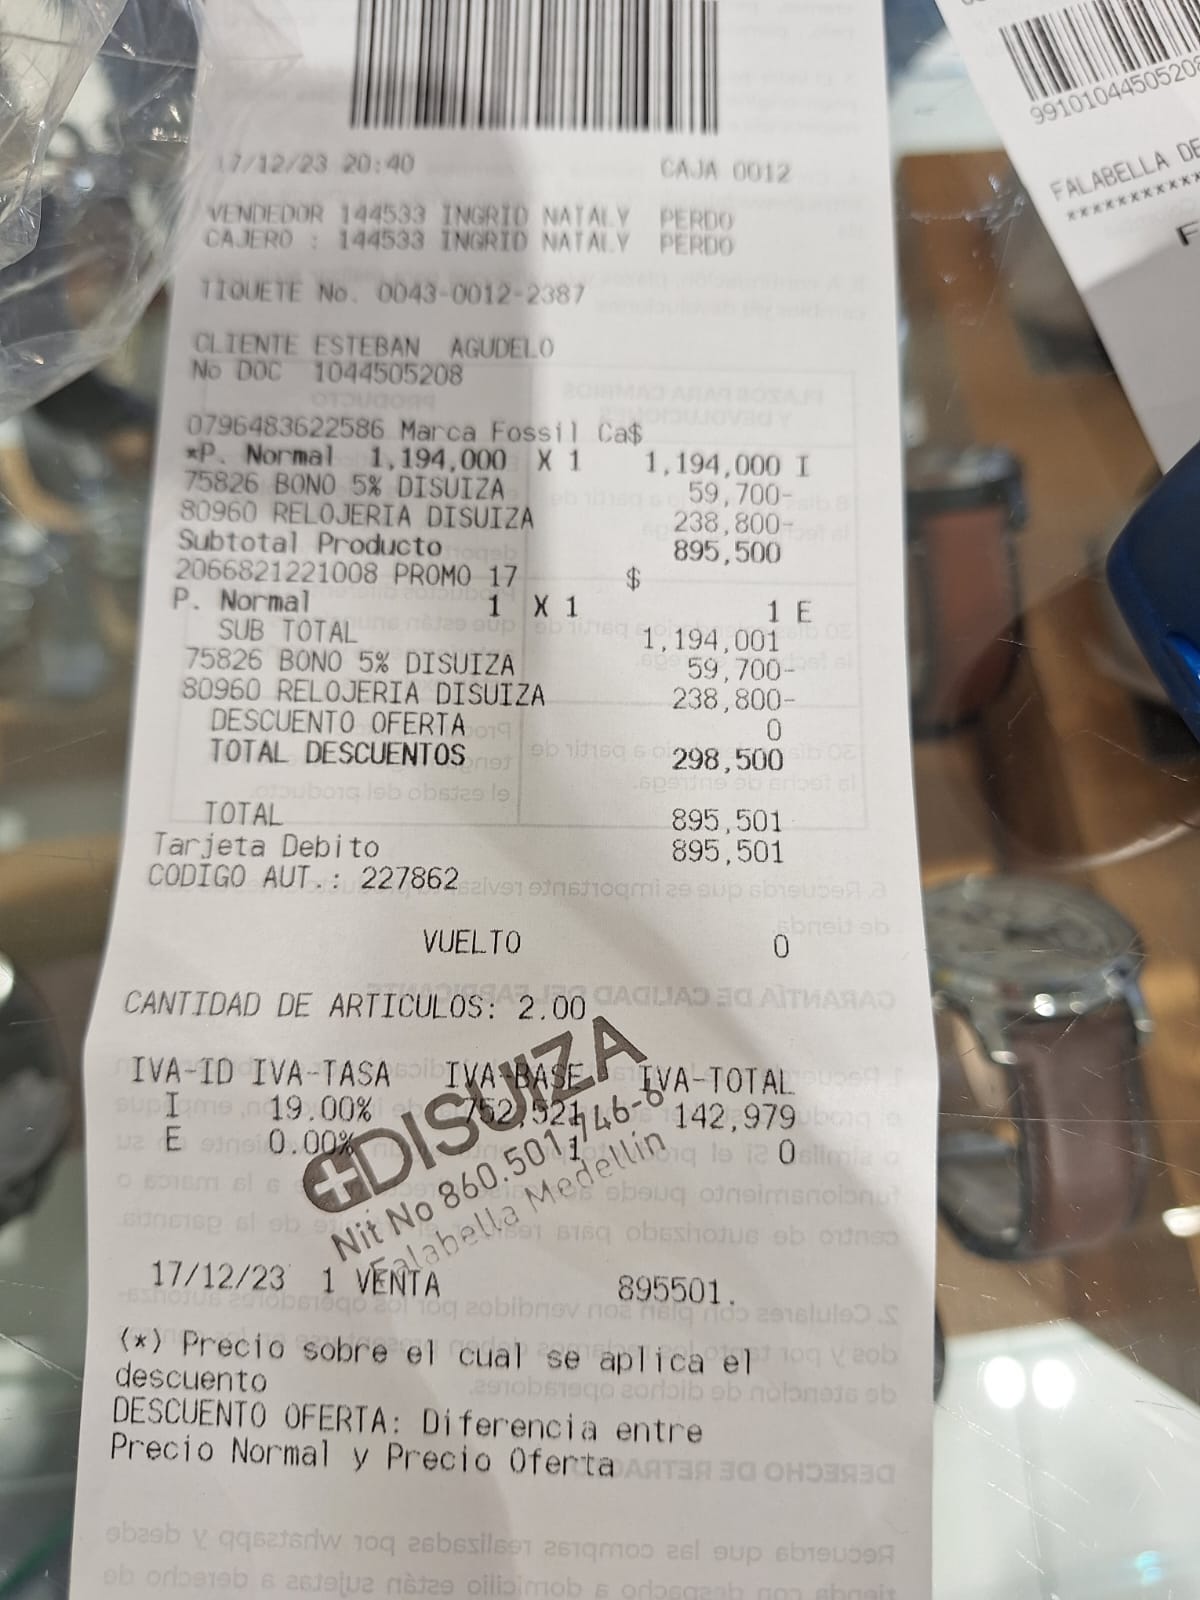 17/12/23 20:40 CAJA 0012
VENDEDOR 144533 INGRID NATALY PERDO
CAJERO : 144533 INGRID NATALY PERDO
TIQUETE No. 0043-0012-2387
CLIENTE ESTEBAN AGUDELO
No DOC 1044505208
0796483622586 Marca Fossil Ca$
*P. Normal 1,194,000 X 1 1,194,000 I
75826 BONO 5% DISUIZA 59,700-
80960 RELOJERIA DISUIZA 238,800-
Subtotal Producto 895,500
2066821221008 PROMO 17 $
P. Normal 1 X 1 1 E
SUB TOTAL 1,194,001
75826 BONO 5% DISUIZA 59,700-
80960 RELOJERIA DISUIZA 238,800-
DESCUENTO OFERTA 0
TOTAL DESCUENTOS 298,500
TOTAL 895,501
Tarjeta Debito 895,501
CODIGO AUT.: 227862
VUELTO 0
CANTIDAD DE ARTICULOS: 2.00
IVA-ID IVA-TASA IVA-BASE IVA-TOTAL
I 19.00% 752,521 142,979
E 0.00% 1 0
DISUIZA
Nit No 860.501.146-6
Falabella Medellín
17/12/23 1 VENTA 895501.
(*) Precio sobre el cual se aplica el
descuento
DESCUENTO OFERTA: Diferencia entre
Precio Normal y Precio Oferta
9910104450520
FALABELLA DE
***********
F